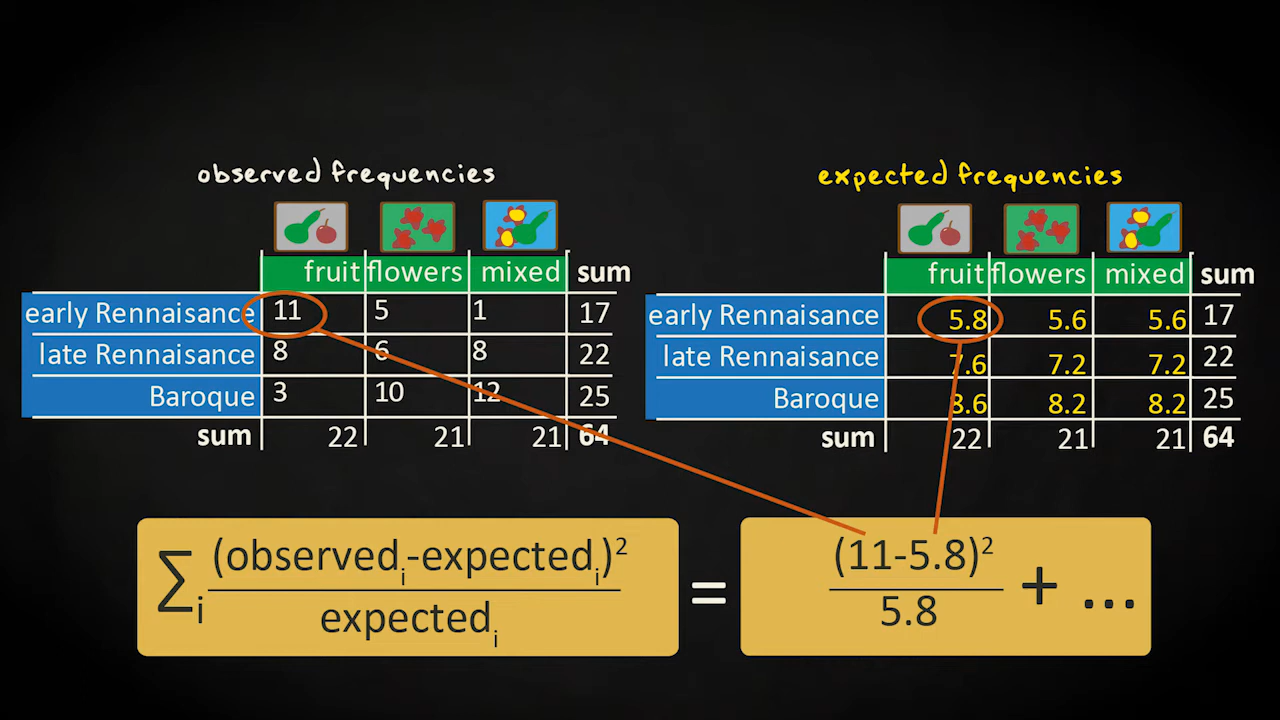 observed frequencies
fruit flowers mixed sum
early Rennaisance 11 5 1 17
late Rennaisance 8 6 8 22
Baroque 3 10 12 25
sum 22 21 21 64
expected frequencies
fruit flowers mixed sum
early Rennaisance 5.8 5.6 5.6 17
late Rennaisance 7.6 7.2 7.2 22
Baroque 8.6 8.2 8.2 25
sum 22 21 21 64
∑i (observedi-expectedi)²
expectedi
=
(11-5.8)²
5.8
+ ...